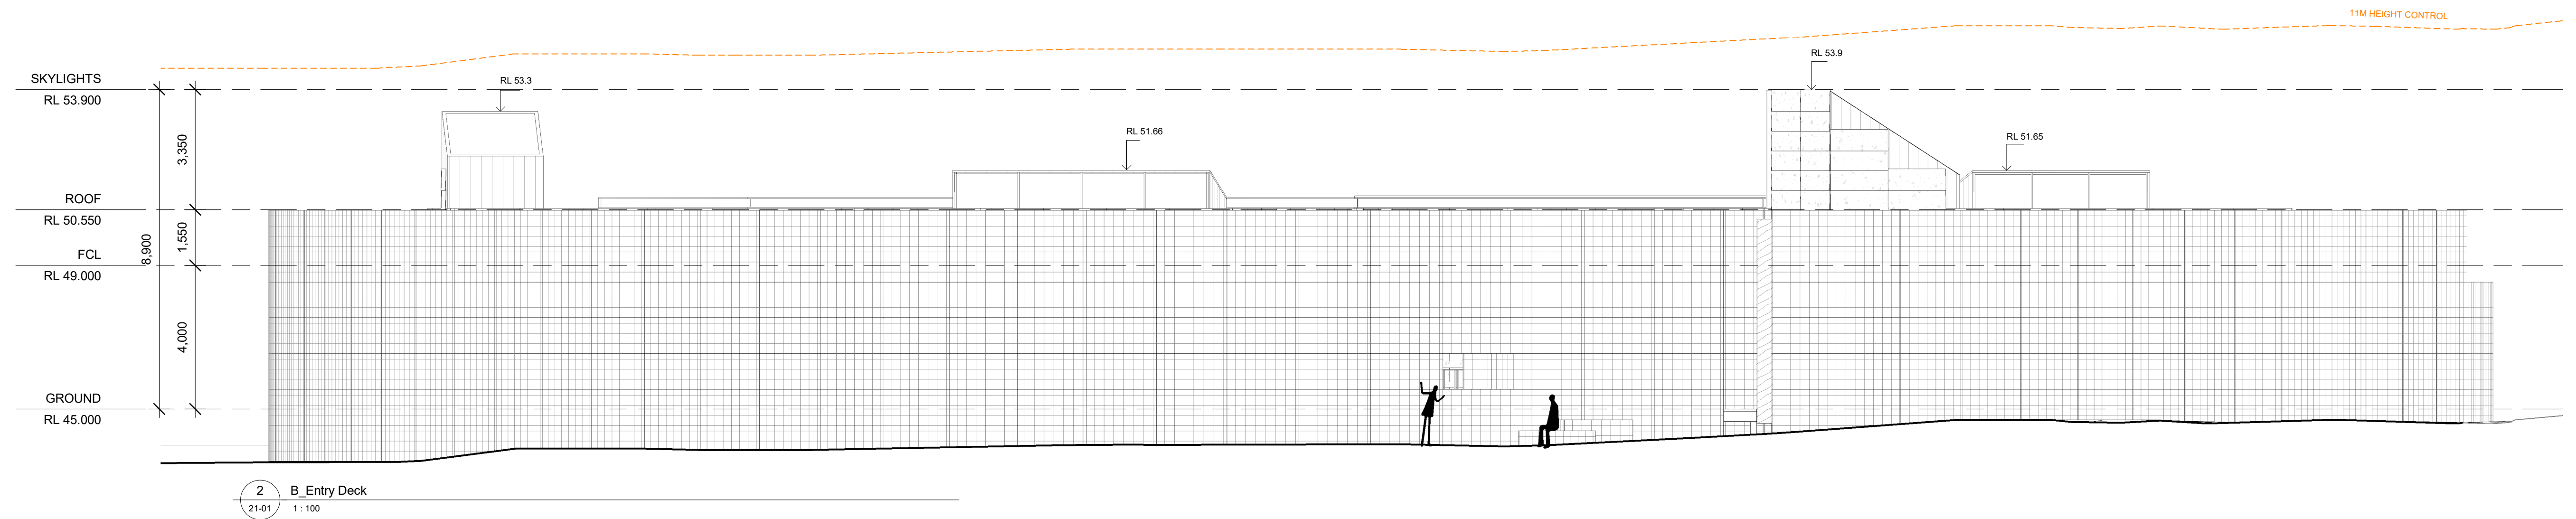 11M HEIGHT CONTROL
SKYLIGHTS
RL 53.900
RL 53.3
RL 53.9
RL 51.66
RL 51.65
3,350
ROOF
RL 50.550
1,550
8,900
FCL
RL 49.000
4,000
GROUND
RL 45.000
2
B_Entry Deck
21-01
1 : 100